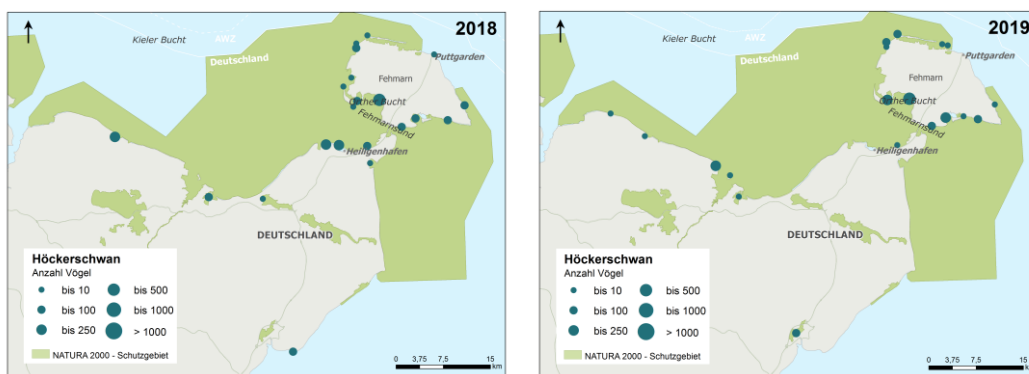 2018
Kieler Bucht
AWZ
Deutschland
Puttgarden
Fehmarn
Orther Bucht
Fehmarnsund
Heiligenhafen
DEUTSCHLAND
Höckerschwan
Anzahl Vögel
bis 10 bis 500
bis 100 bis 1000
bis 250 > 1000
NATURA 2000 - Schutzgebiet
0 3,75 7,5 15
km
2019
Kieler Bucht
AWZ
Deutschland
Puttgarden
Fehmarn
Orther Bucht
Fehmarnsund
Heiligenhafen
DEUTSCHLAND
Höckerschwan
Anzahl Vögel
bis 10 bis 500
bis 100 bis 1000
bis 250 > 1000
NATURA 2000 - Schutzgebiet
0 3,75 7,5 15
km